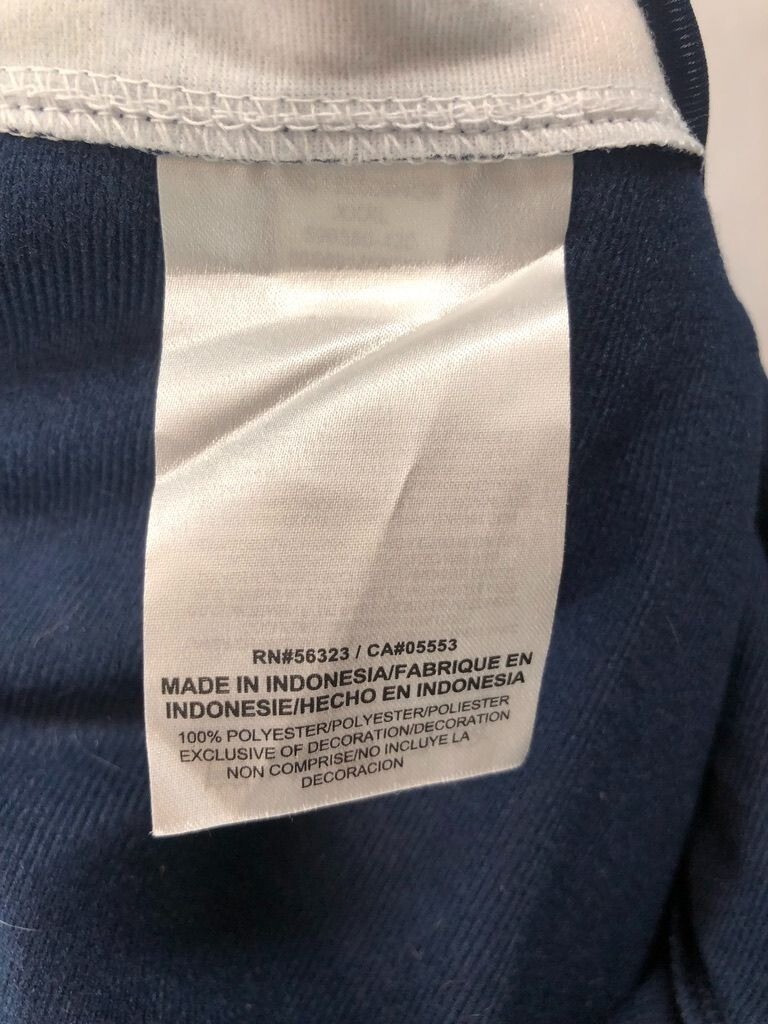 RN#56323 / CA#05553
MADE IN INDONESIA/FABRIQUE EN
INDONESIE/HECHO EN INDONESIA
100% POLYESTER/POLYESTER/POLIESTER
EXCLUSIVE OF DECORATION/DECORATION
NON COMPRISE/NO INCLUYE LA
DECORACION